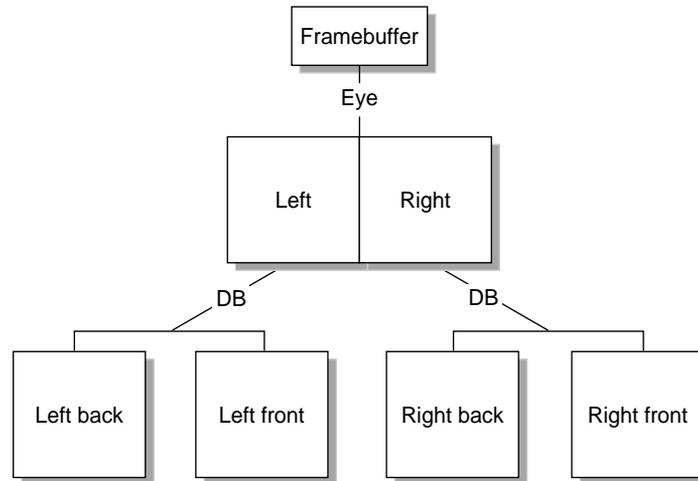 Framebuffer
Eye
Left
Right
DB
DB
Left back
Left front
Right back
Right front